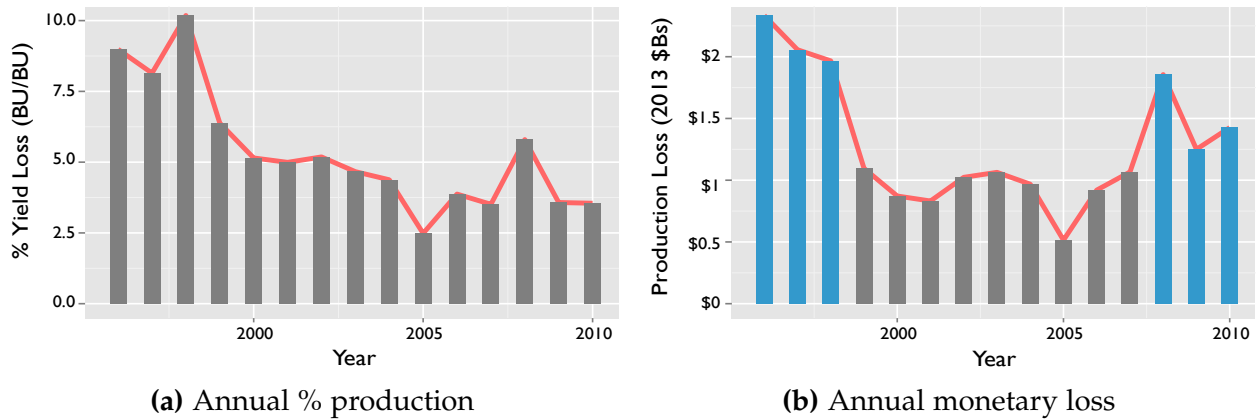 % Yield Loss (BU/BU)
10.0
7.5
5.0
2.5
0.0
2000
2005
2010
Year
(a) Annual % production
Production Loss (2013 $Bs)
$2
$1.5
$1
$0.5
$0
2000
2005
2010
Year
(b) Annual monetary loss